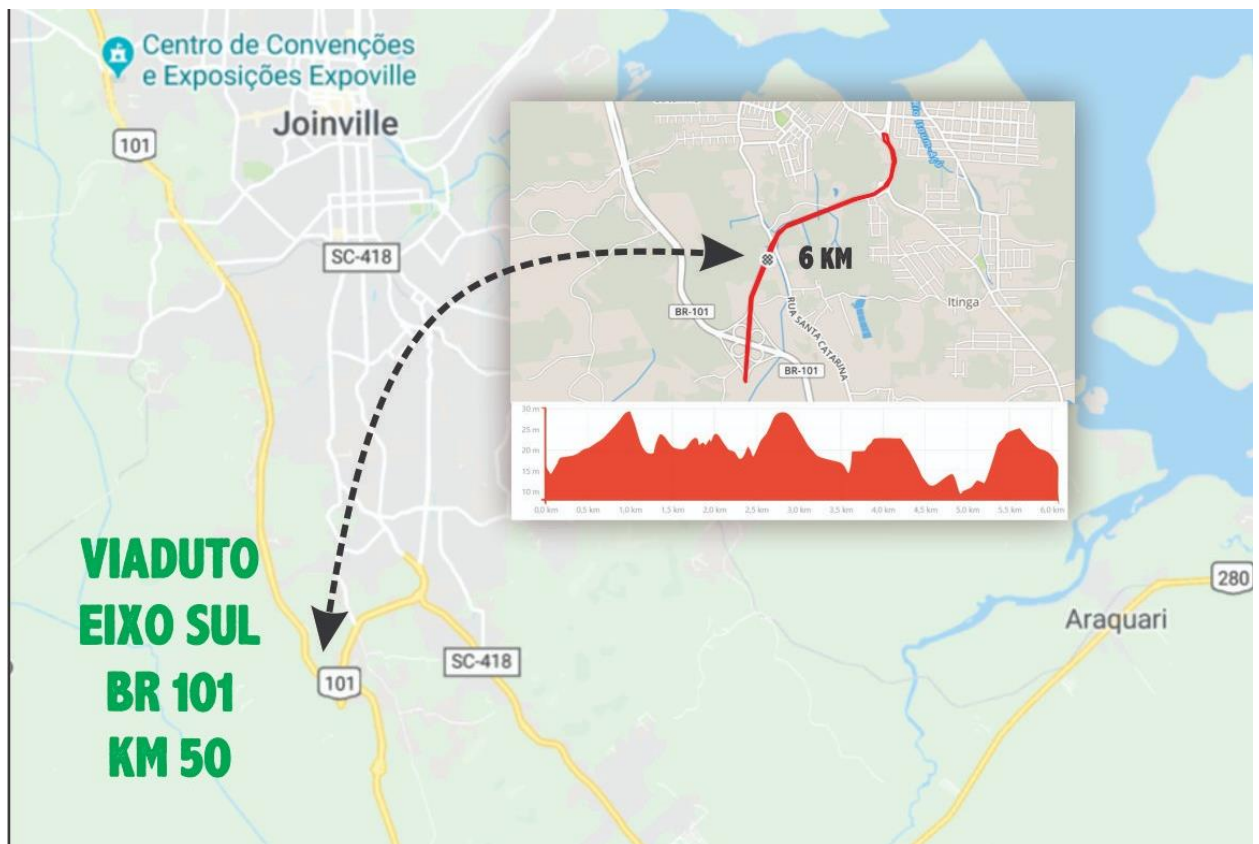 Centro de Convenções
e Exposições Expoville
Joinville
101
SC-418
6 KM
Itinga
BR-101
RUA SANTA CATARINA
BR-101
30 m
20 m
15 m
10 m
0,0 km 0,5 km 1,0 km 1,5 km 2,0 km 2,5 km 3,0 km 3,5 km 4,0 km 4,5 km 5,0 km 5,5 km 6,0 km
VIADUTO
EIXO SUL
BR 101
KM 50
101
SC-418
280
Araquari